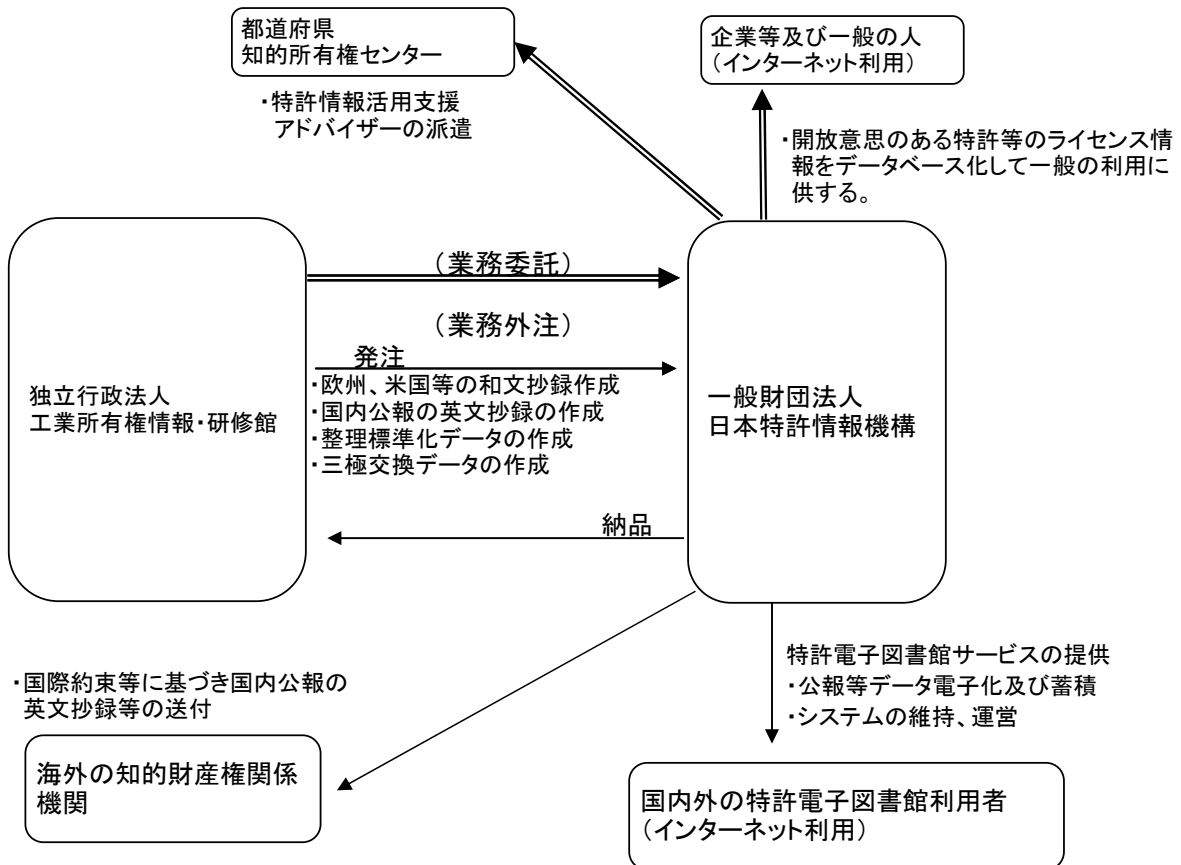 都道府県
知的所有権センター
企業等及び一般の人
（インターネット利用）
・特許情報活用支援
アドバイザーの派遣
・開放意思のある特許等のライセンス情
報をデータベース化して一般の利用に
供する。
（業務委託）
（業務外注）
発注
・欧州、米国等の和文抄録作成
・国内公報の英文抄録の作成
・整理標準化データの作成
・三極交換データの作成
独立行政法人
工業所有権情報・研修館
一般財団法人
日本特許情報機構
納品
・国際約束等に基づき国内公報の
英文抄録等の送付
特許電子図書館サービスの提供
・公報等データ電子化及び蓄積
・システムの維持、運営
海外の知的財産権関係
機関
国内外の特許電子図書館利用者
（インターネット利用）